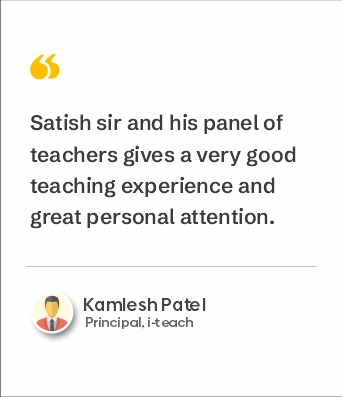 Satish sir and his panel of
teachers gives a very good
teaching experience and
great personal attention.
Kamlesh Patel
Principal, i-teach